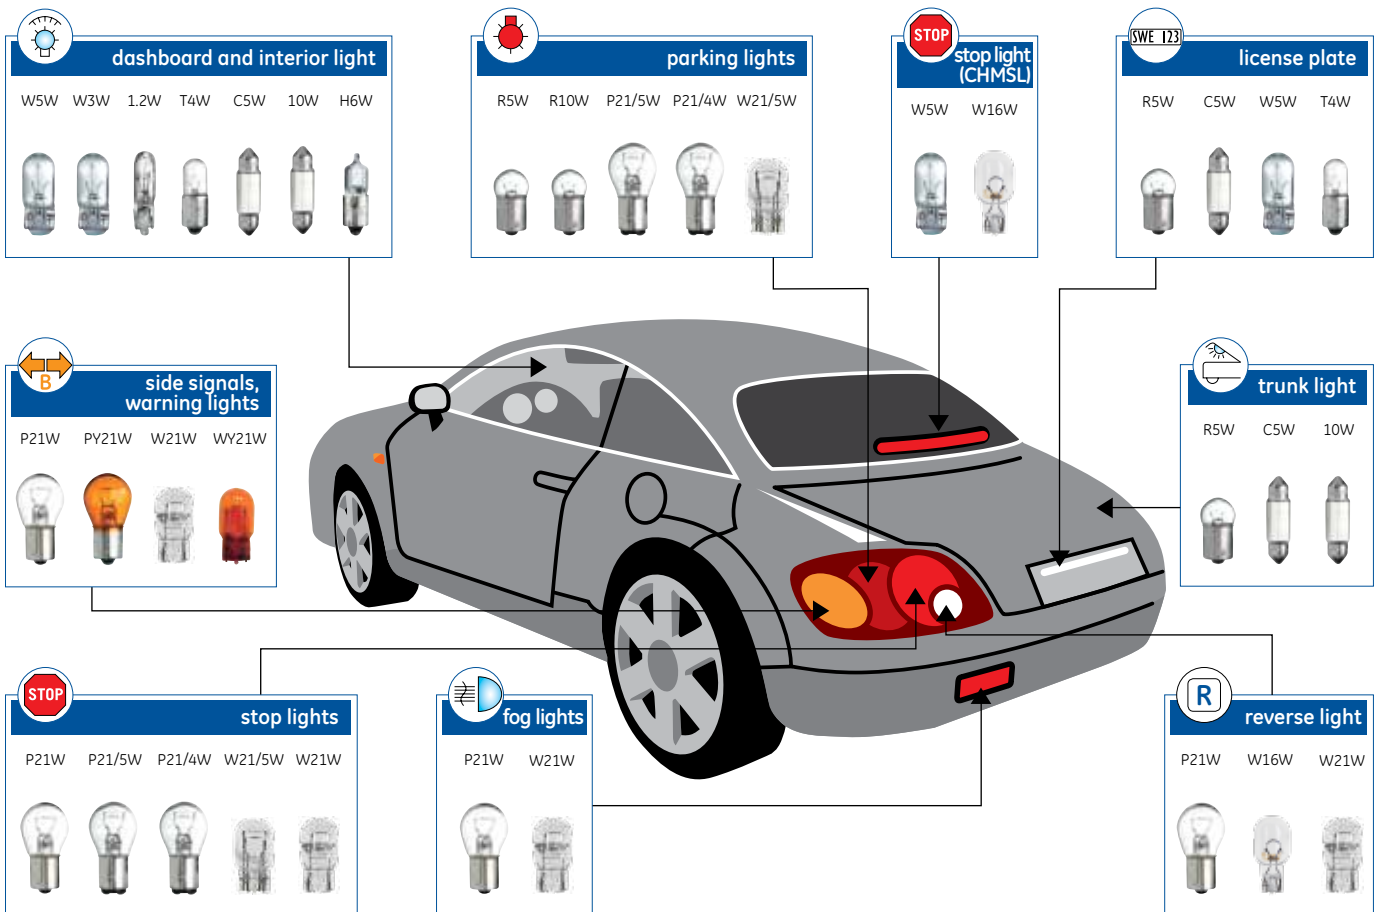 dashboard and interior light
W5W W3W 1.2W T4W C5W 10W H6W
parking lights
R5W R10W P21/5W P21/4W W21/5W
STOP
stop light
(CHMSL)
W5W W16W
SWE 123
license plate
R5W C5W W5W T4W
B
side signals,
warning lights
P21W PY21W W21W WY21W
trunk light
R5W C5W 10W
STOP
stop lights
P21W P21/5W P21/4W W21/5W W21W
fog lights
P21W W21W
R
reverse light
P21W W16W W21W